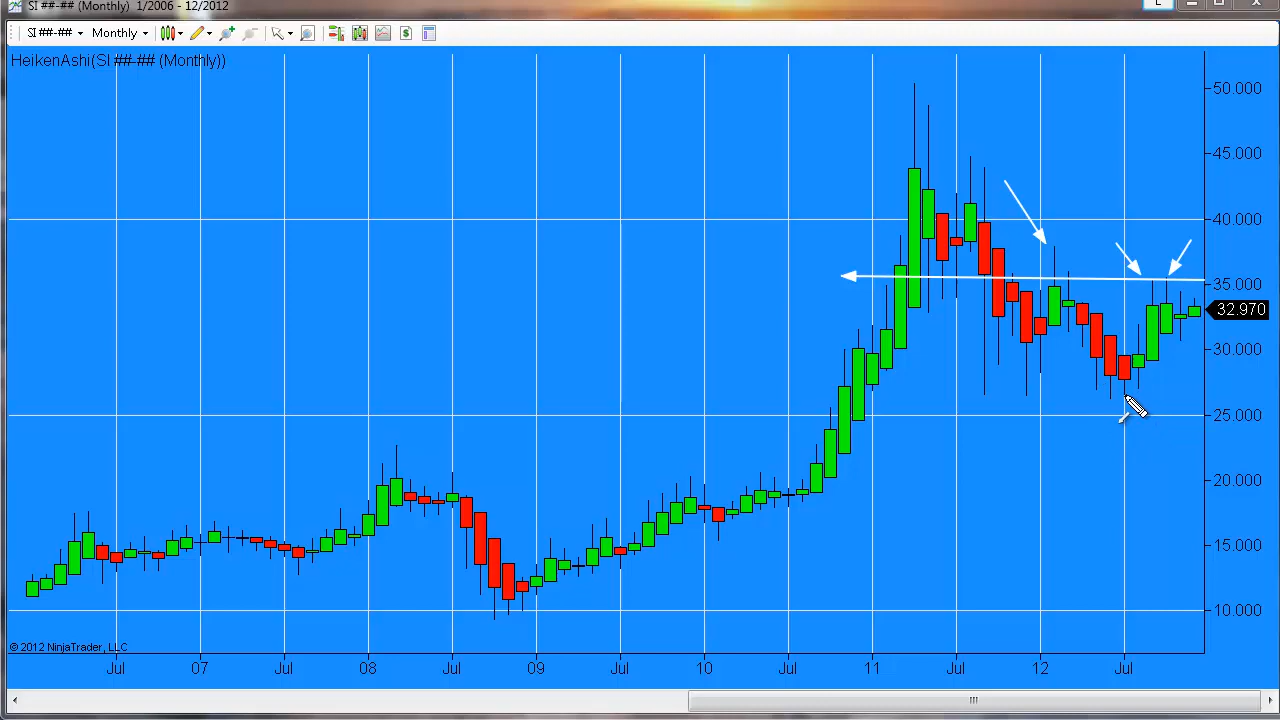 SI ##-## (Monthly) 1/2006 - 12/2012
L
SI ##-## Monthly
$
HeikenAshi(SI ##-## (Monthly))
50.000
45.000
40.000
35.000
32.970
30.000
25.000
20.000
15.000
10.000
© 2012 NinjaTrader, LLC
Jul 07 Jul 08 Jul 09 Jul 10 Jul 11 Jul 12 Jul